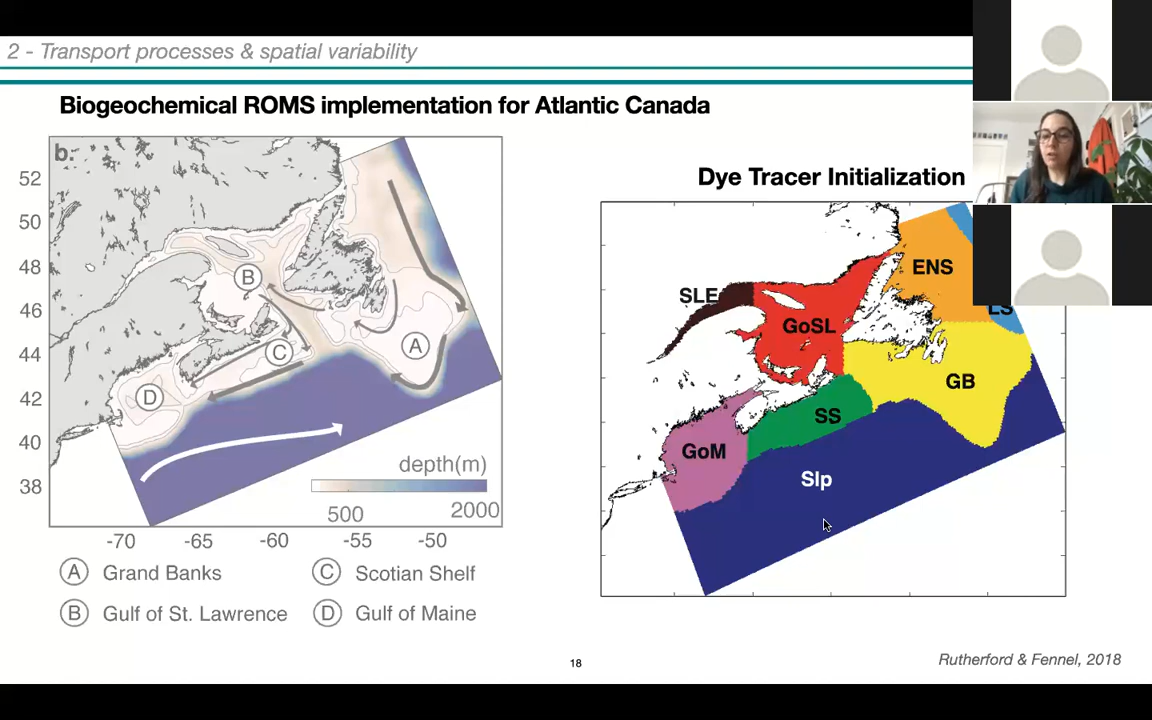 2 - Transport processes & spatial variability
Biogeochemical ROMS implementation for Atlantic Canada
b:
52
50
48
46
44
42
40
38
A
B
C
D
depth(m)
500
2000
-70
-65
-60
-55
-50
A Grand Banks
C Scotian Shelf
B Gulf of St. Lawrence
D Gulf of Maine
Dye Tracer Initialization
ENS
SLE
LS
GoSL
GB
SS
GoM
Slp
18
Rutherford & Fennel, 2018